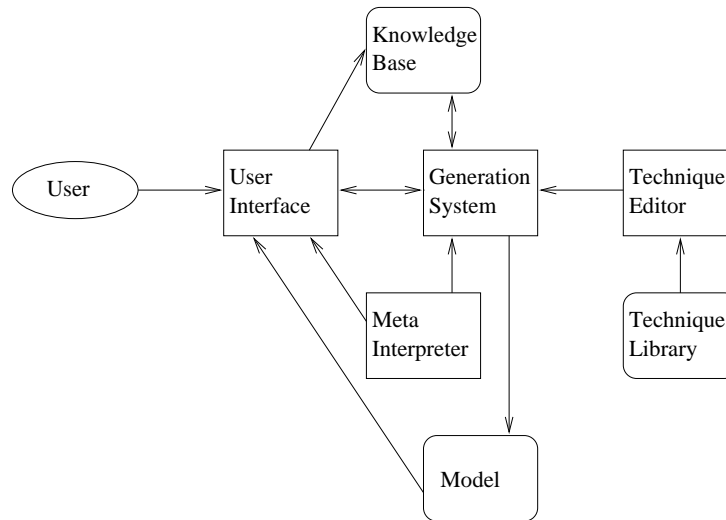 Knowledge
Base
User
User
Interface
Generation
System
Technique
Editor
Meta
Interpreter
Technique
Library
Model